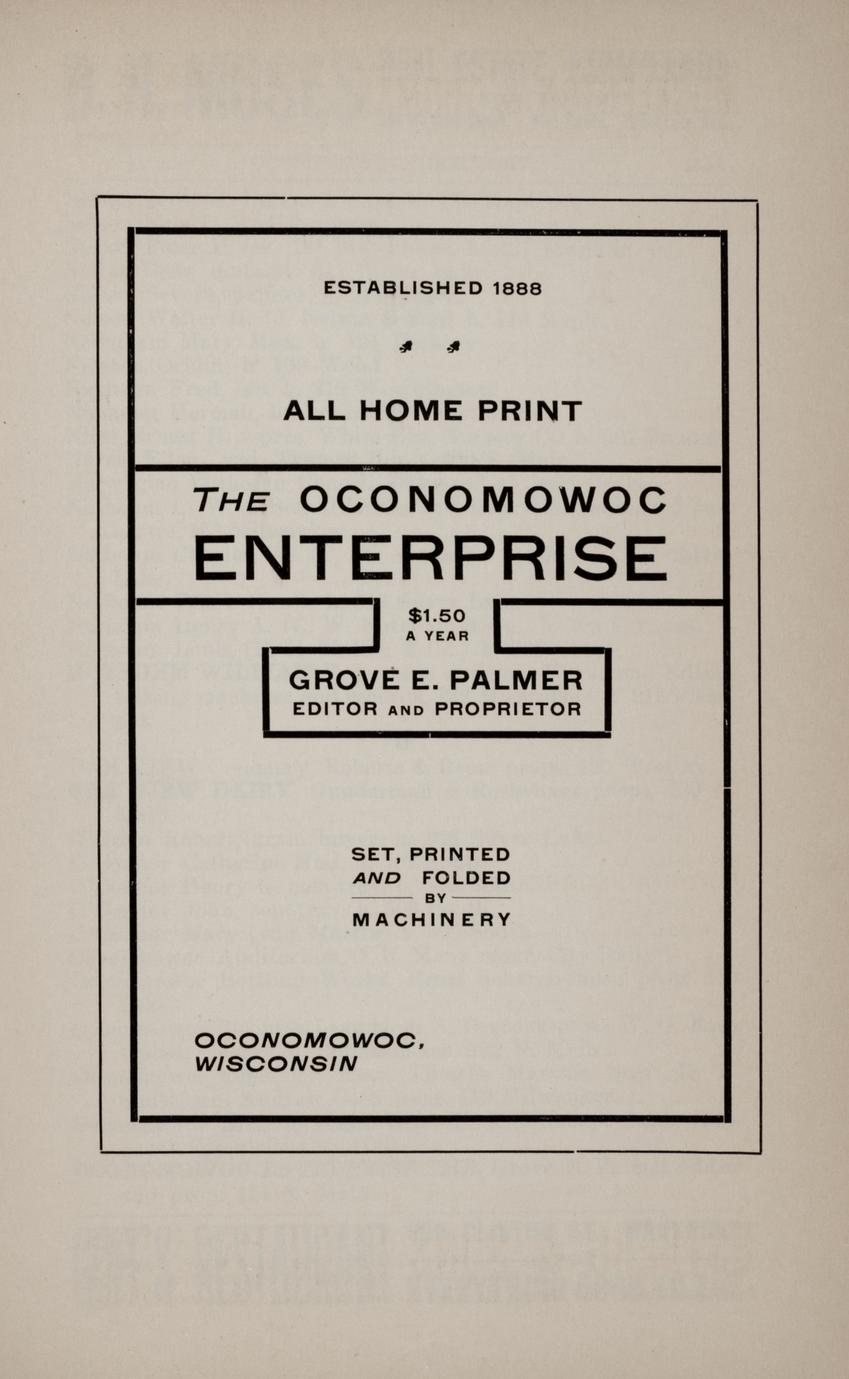 ESTABLISHED 1888
ALL HOME PRINT
THE OCONOMOWOC
ENTERPRISE
$1.50
A YEAR
GROVE E. PALMER
EDITOR AND PROPRIETOR
SET, PRINTED
AND FOLDED
BY
MACHINERY
OCONOMOWOC,
WISCONSIN